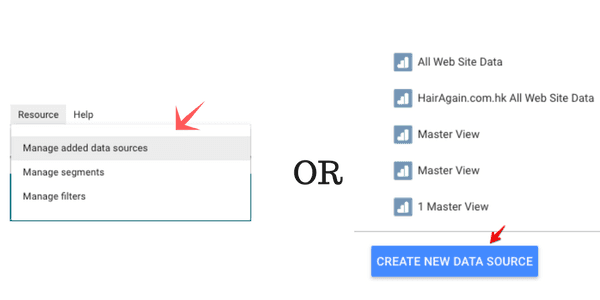 Resource Help
Manage added data sources
Manage segments
Manage filters
OR
All Web Site Data
HairAgain.com.hk All Web Site Data
Master View
Master View
1 Master View
CREATE NEW DATA SOURCE